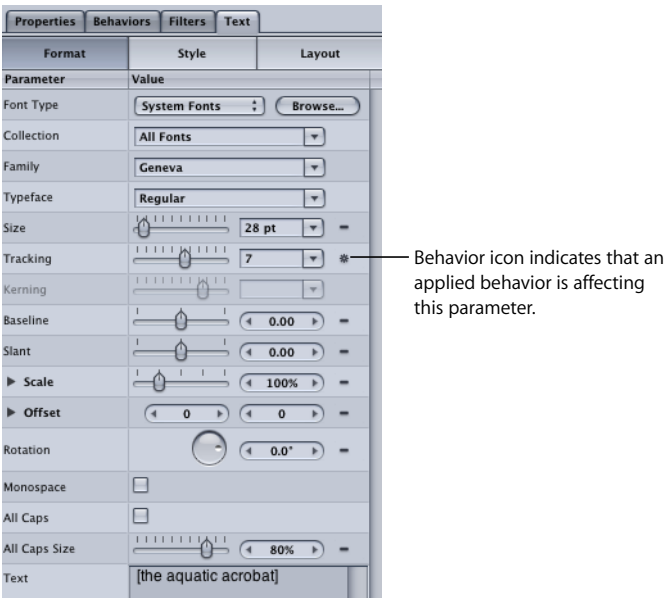 Properties Behaviors Filters Text
Format Style Layout
Parameter Value
Font Type System Fonts Browse...
Collection All Fonts
Family Geneva
Typeface Regular
Size 28 pt
Tracking 7
Behavior icon indicates that an
applied behavior is affecting
this parameter.
Kerning
Baseline 0.00
Slant 0.00
Scale 100%
Offset 0 0
Rotation 0.0°
Monospace
All Caps
All Caps Size 80%
Text [the aquatic acrobat]